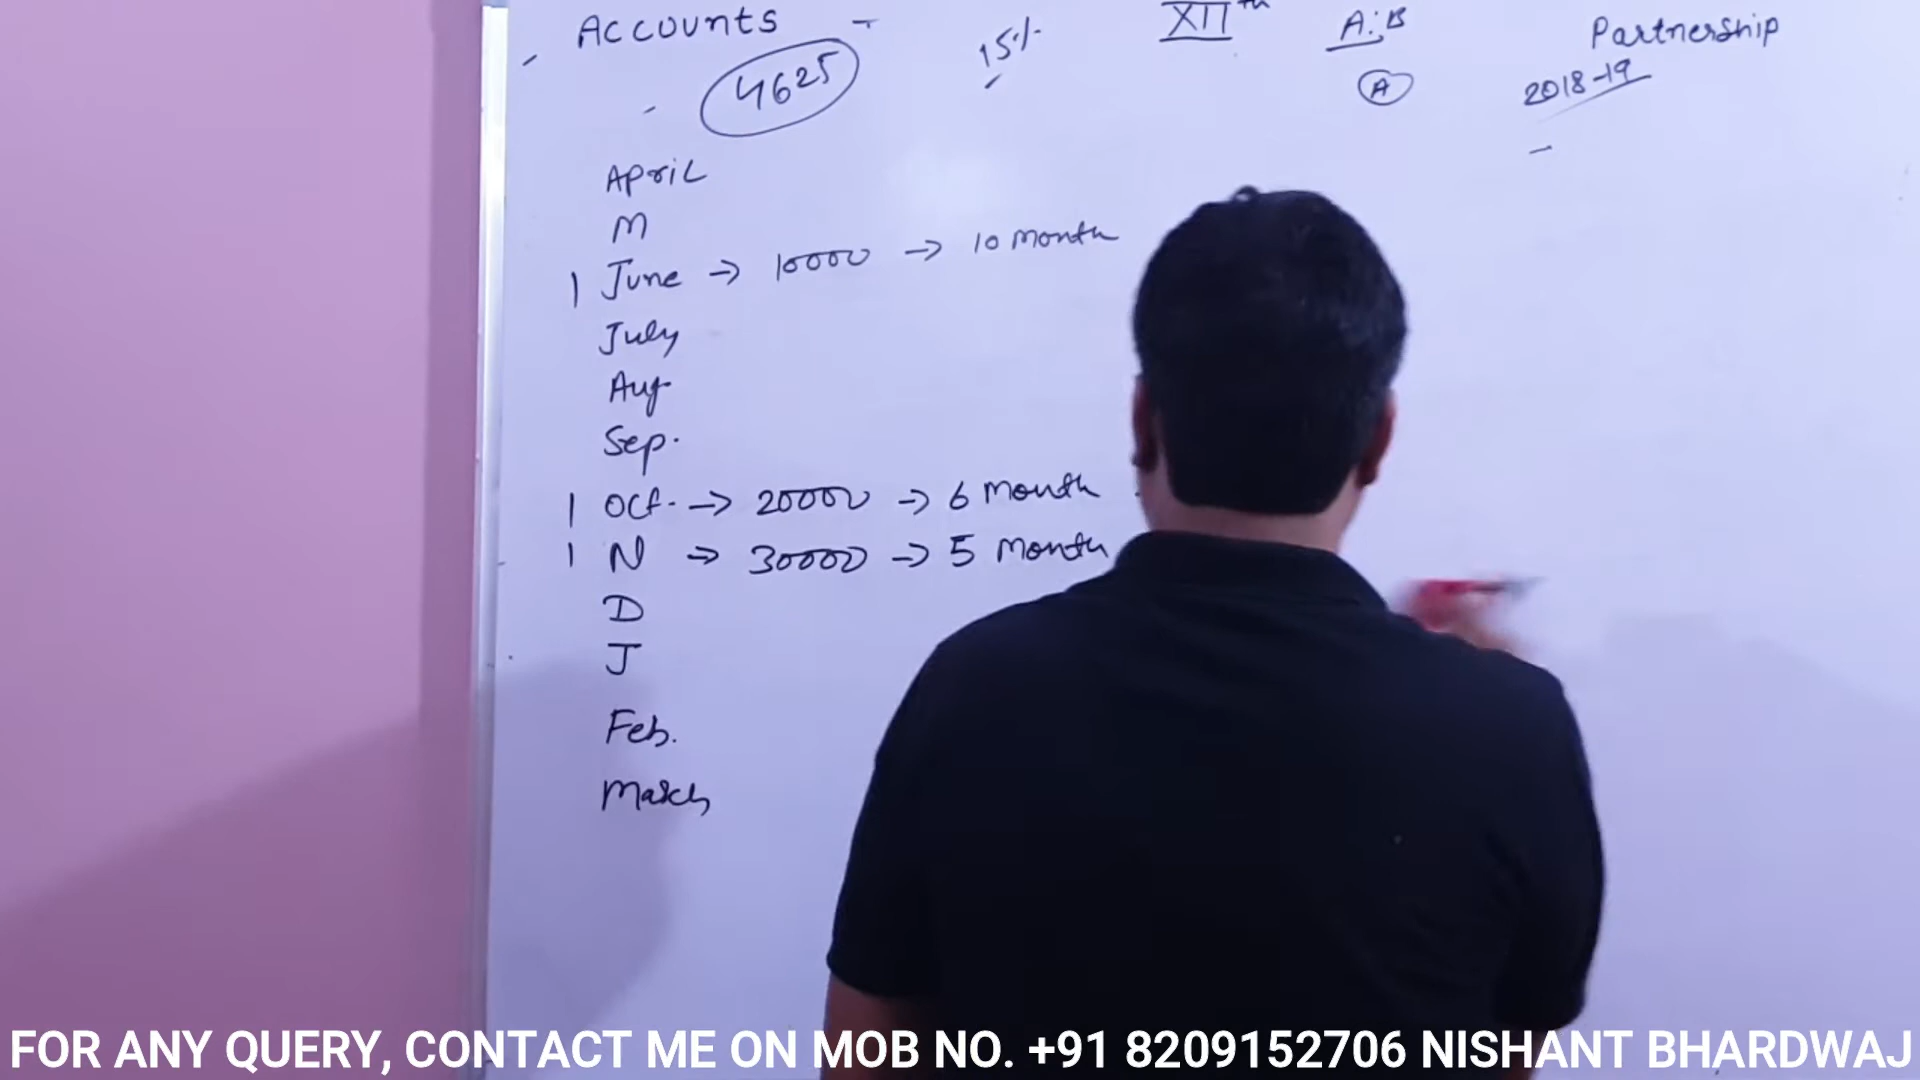 Accounts XIIth A:B Partnership
4625 15% A 2018-19
April
M
1 June → 10000 → 10 Month
July
Aug.
Sep.
1 Oct. → 20000 → 6 Month
1 N → 30000 → 5 Month
D
J
Feb.
March
FOR ANY QUERY, CONTACT ME ON MOB NO. +91 8209152706 NISHANT BHARDWAJ